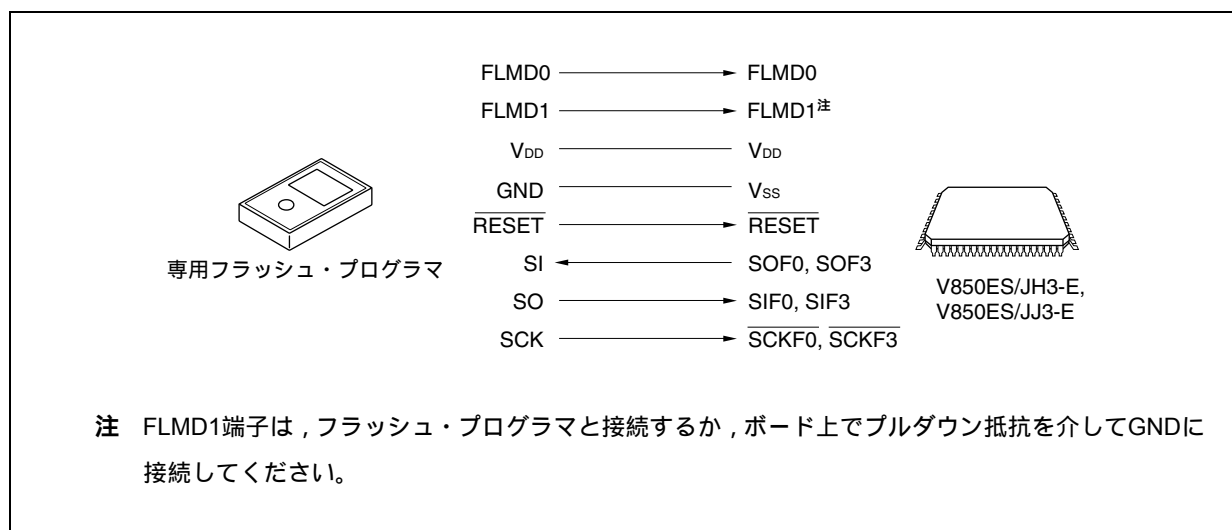 FLMD0 FLMD0
FLMD1 FLMD1注
VDD VDD
GND VSS
RESET RESET
SI SOF0, SOF3
SO SIF0, SIF3
SCK SCKF0, SCKF3
専用フラッシュ・プログラマ
V850ES/JH3-E,
V850ES/JJ3-E
注 FLMD1端子は，フラッシュ・プログラマと接続するか，ボード上でプルダウン抵抗を介してGNDに
接続してください。